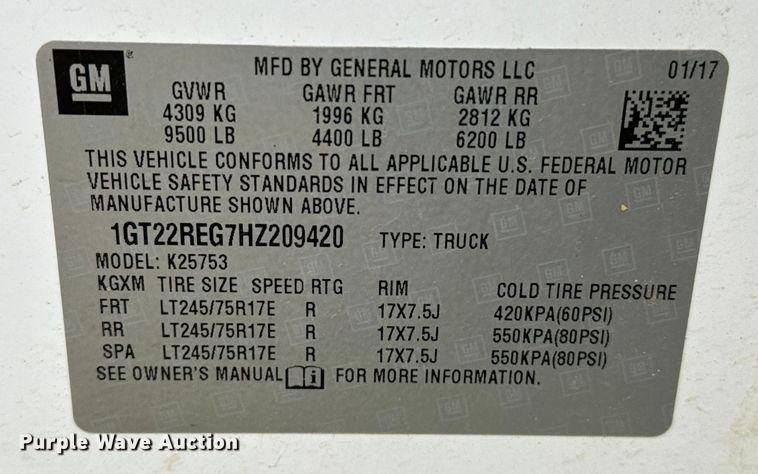 GM
MFD BY GENERAL MOTORS LLC 01/17
GVWR GAWR FRT GAWR RR
4309 KG 1996 KG 2812 KG
9500 LB 4400 LB 6200 LB
THIS VEHICLE CONFORMS TO ALL APPLICABLE U.S. FEDERAL MOTOR
VEHICLE SAFETY STANDARDS IN EFFECT ON THE DATE OF
MANUFACTURE SHOWN ABOVE.
1GT22REG7HZ209420 TYPE: TRUCK
MODEL: K25753
KGXM TIRE SIZE SPEED RTG RIM COLD TIRE PRESSURE
FRT LT245/75R17E R 17X7.5J 420KPA(60PSI)
RR LT245/75R17E R 17X7.5J 550KPA(80PSI)
SPA LT245/75R17E R 17X7.5J 550KPA(80PSI)
SEE OWNER'S MANUAL FOR MORE INFORMATION.
Purple Wave Auction